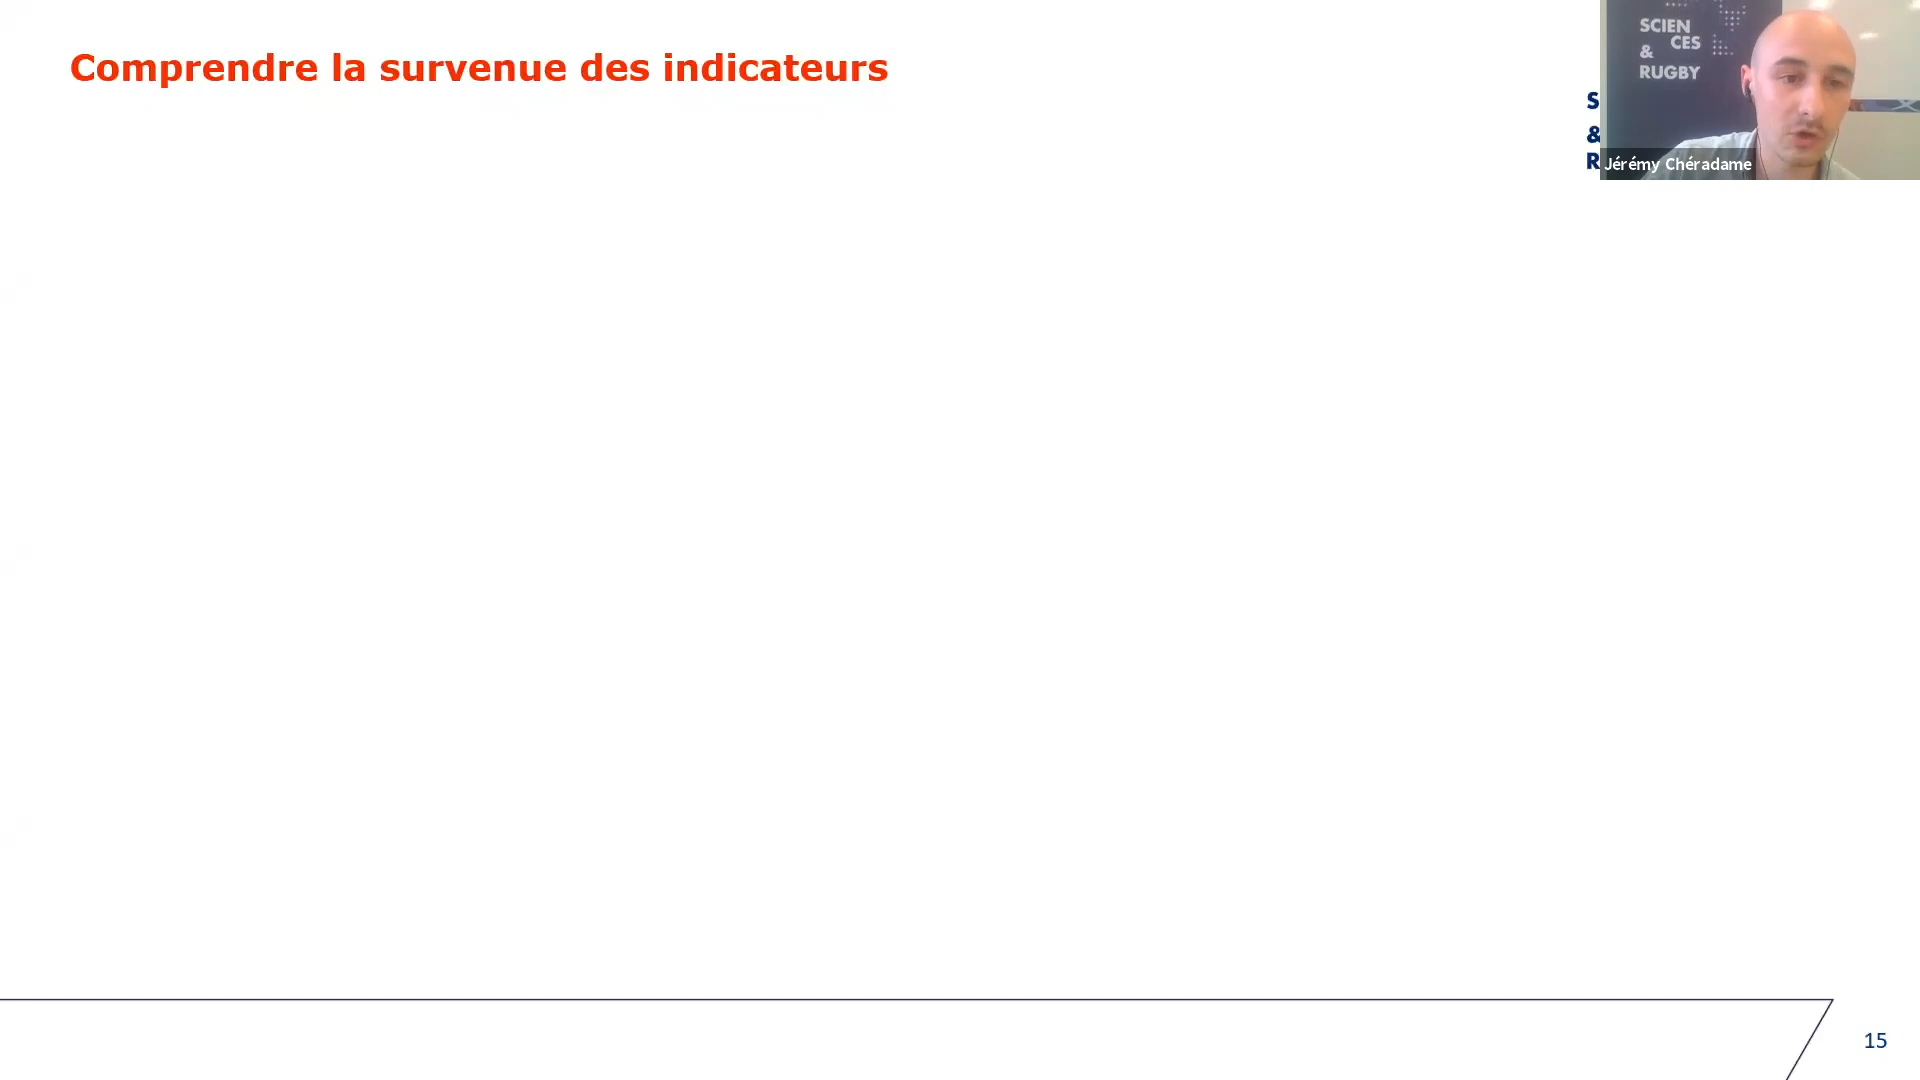 Comprendre la survenue des indicateurs
SCIEN
CES
&
RUGBY
S
&
R
Jérémy Chéradame
15